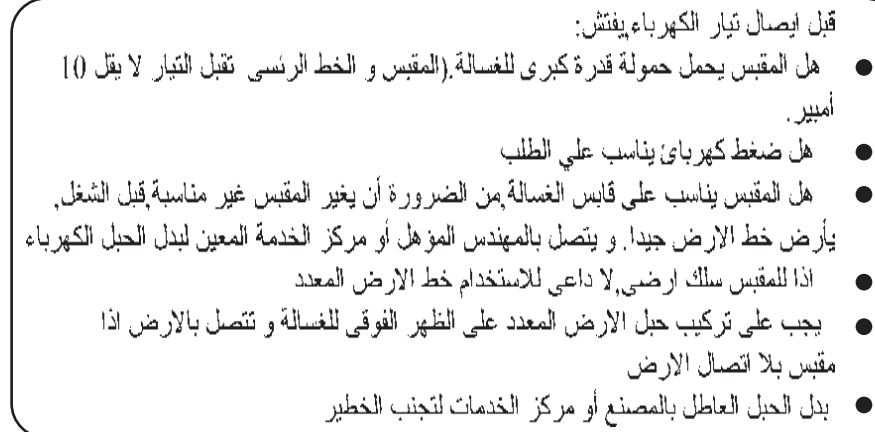 قبل ايصال تيار الكهرباء,يفتش:
● هل المقبس يحمل حمولة قدرة كبرى للغسالة.(المقبس و الخط الرئسى تقبل التيار لا يقل 10
أمبير.
● هل ضغط كهربائ يناسب علي الطلب
● هل المقبس يناسب على قابس الغسالة,من الضرورة أن يغير المقبس غير مناسبة,قبل الشغل,
يأرض خط الارض جيدا. و يتصل بالمهندس المؤهل أو مركز الخدمة المعين لبدل الحبل الكهرباء
● اذا للمقبس سلك ارضى,لا داعي للاستخدام خط الارض المعدد
● يجب على تركيب حبل الارض المعدد على الظهر الفوقى للغسالة و تتصل بالارض اذا
مقبس بلا اتصال الارض
● بدل الحبل العاطل بالمصنع أو مركز الخدمات لتجنب الخطير